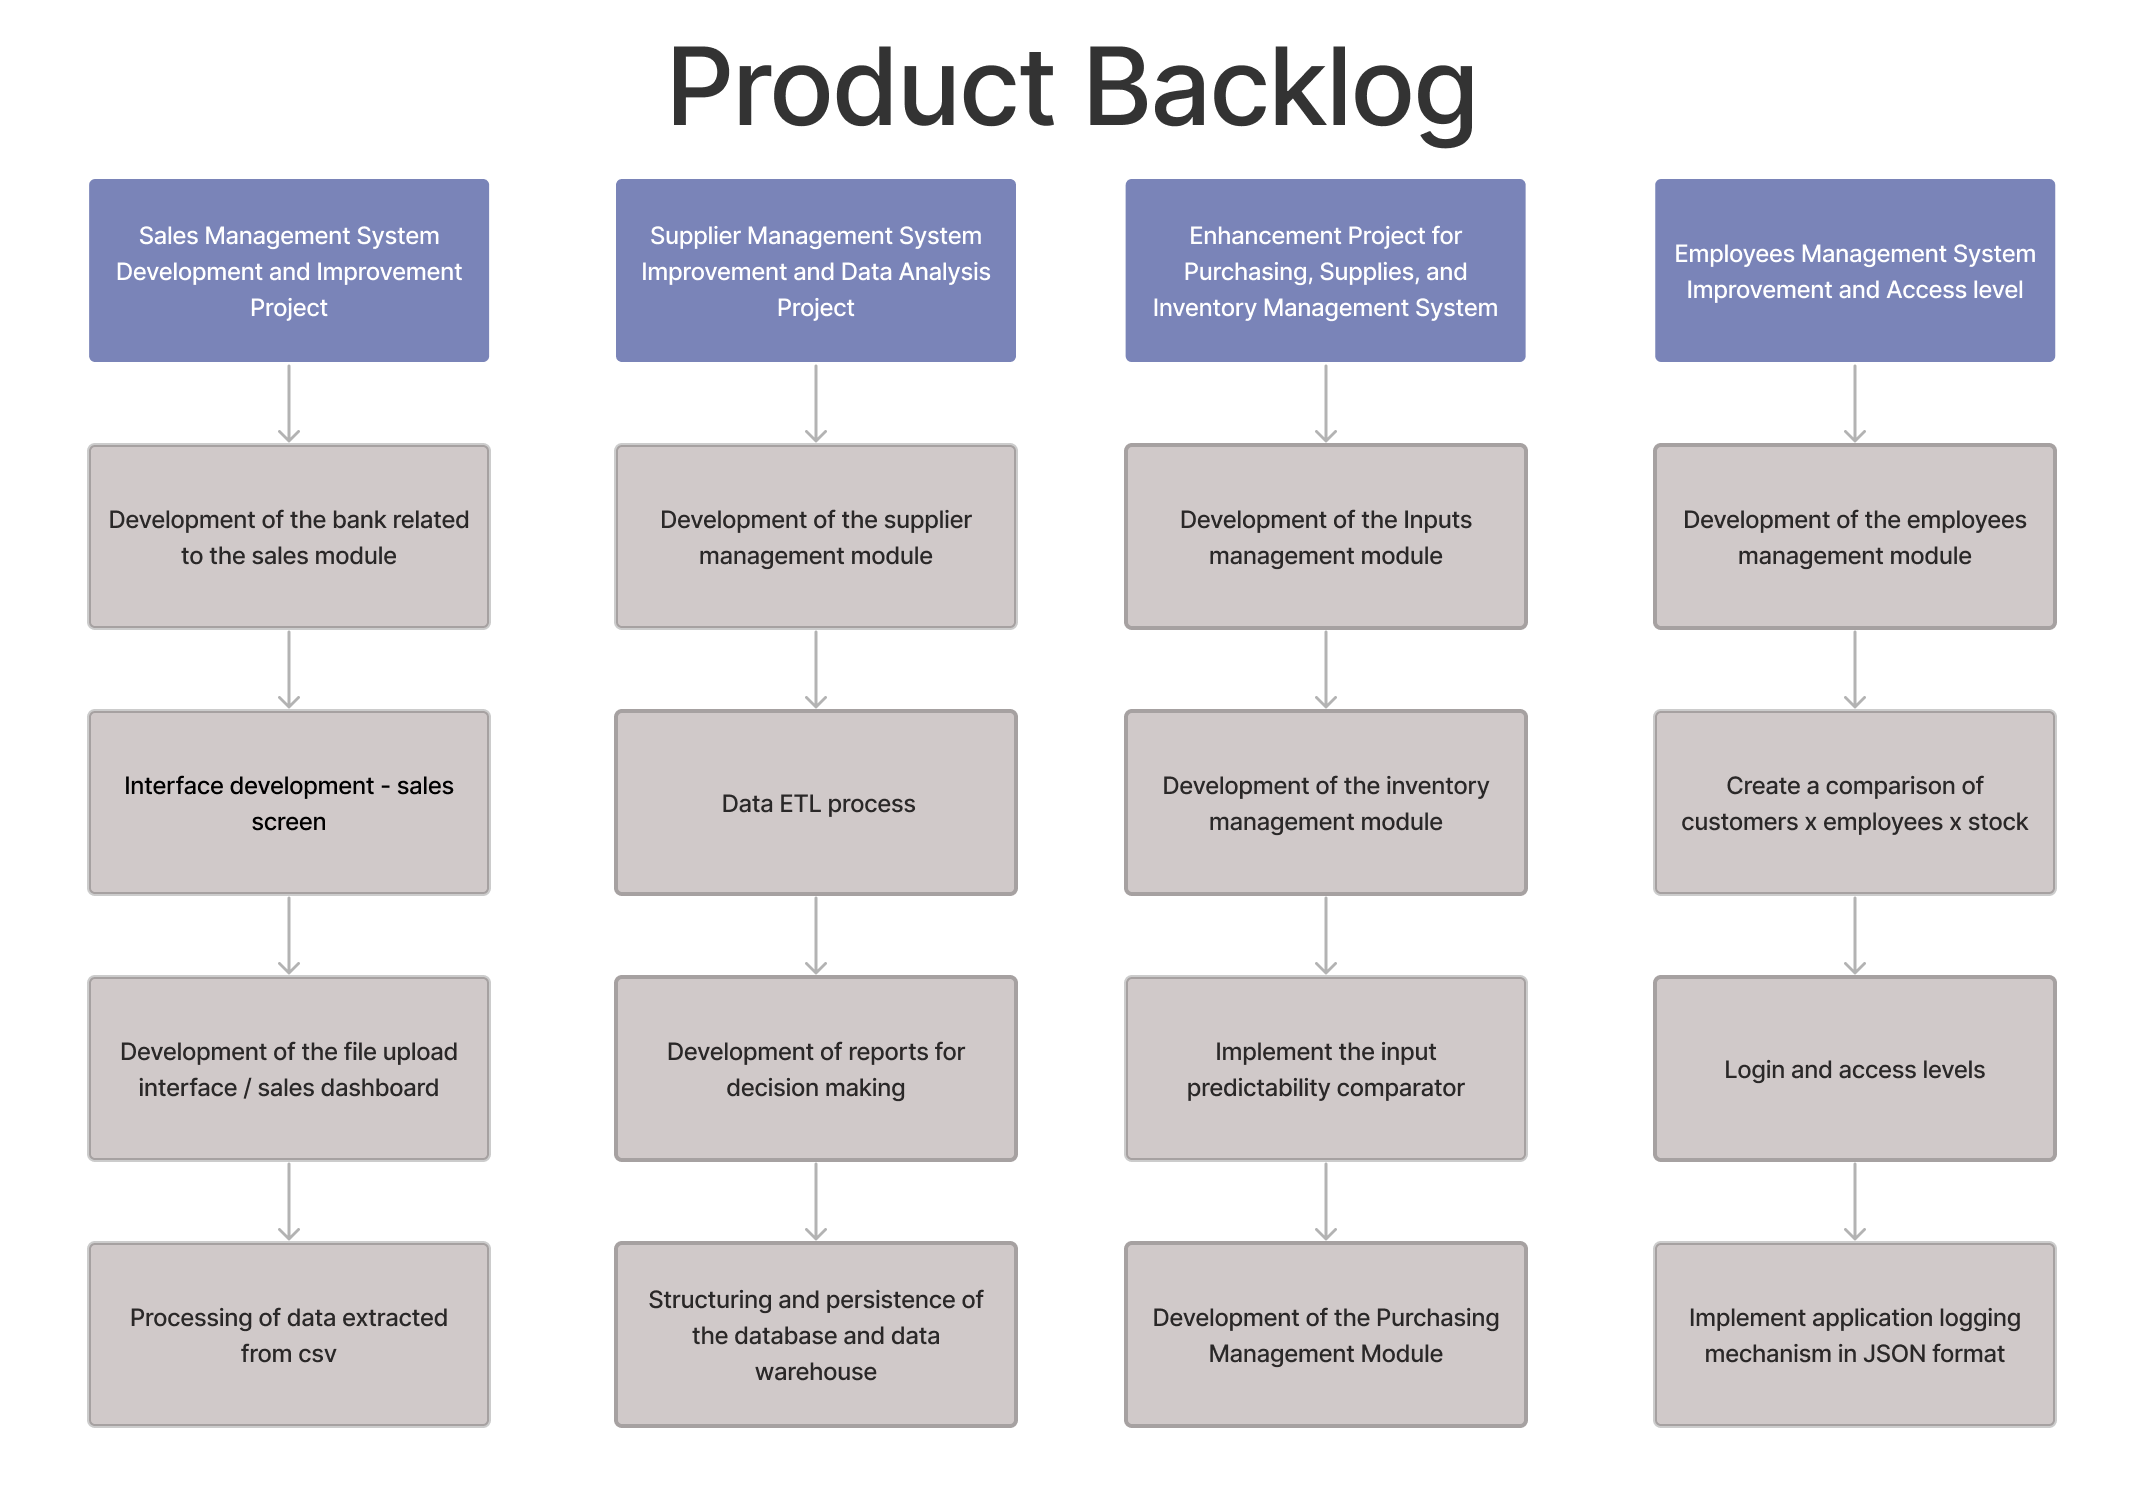 Product Backlog
Sales Management System
Development and Improvement
Project
Development of the bank related
to the sales module
Interface development - sales
screen
Development of the file upload
interface / sales dashboard
Processing of data extracted
from csv
Supplier Management System
Improvement and Data Analysis
Project
Development of the supplier
management module
Data ETL process
Development of reports for
decision making
Structuring and persistence of
the database and data
warehouse
Enhancement Project for
Purchasing, Supplies, and
Inventory Management System
Development of the Inputs
management module
Development of the inventory
management module
Implement the input
predictability comparator
Development of the Purchasing
Management Module
Employees Management System
Improvement and Access level
Development of the employees
management module
Create a comparison of
customers x employees x stock
Login and access levels
Implement application logging
mechanism in JSON format